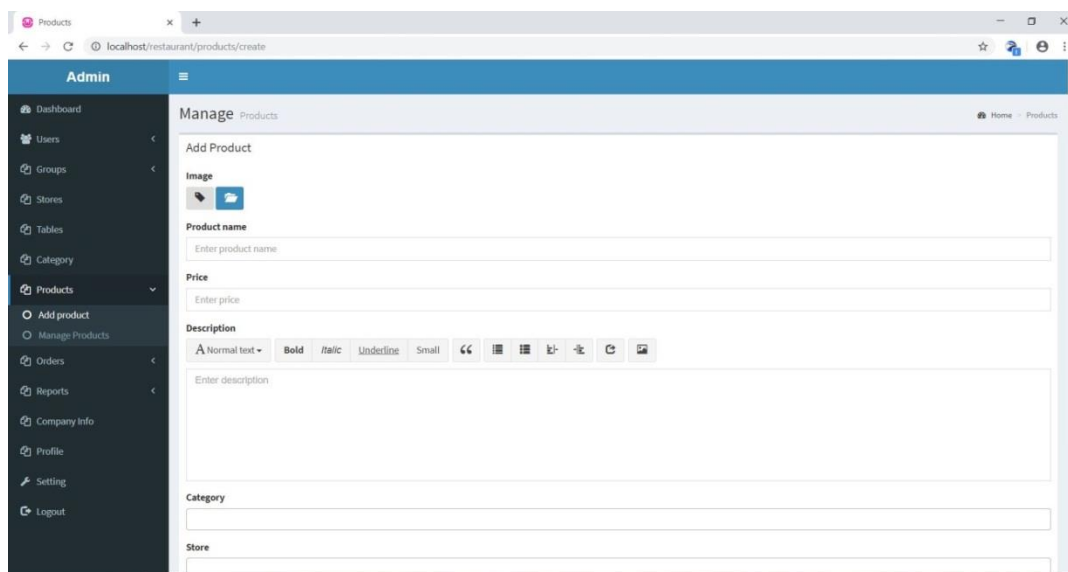 Products
localhost/restaurant/products/create
Admin
Dashboard
Users
Groups
Stores
Tables
Category
Products
Add product
Manage Products
Orders
Reports
Company Info
Profile
Setting
Logout
Manage Products
Home Products
Add Product
Image
Product name
Enter product name
Price
Enter price
Description
A Normal text Bold Italic Underline Small
Enter description
Category
Store